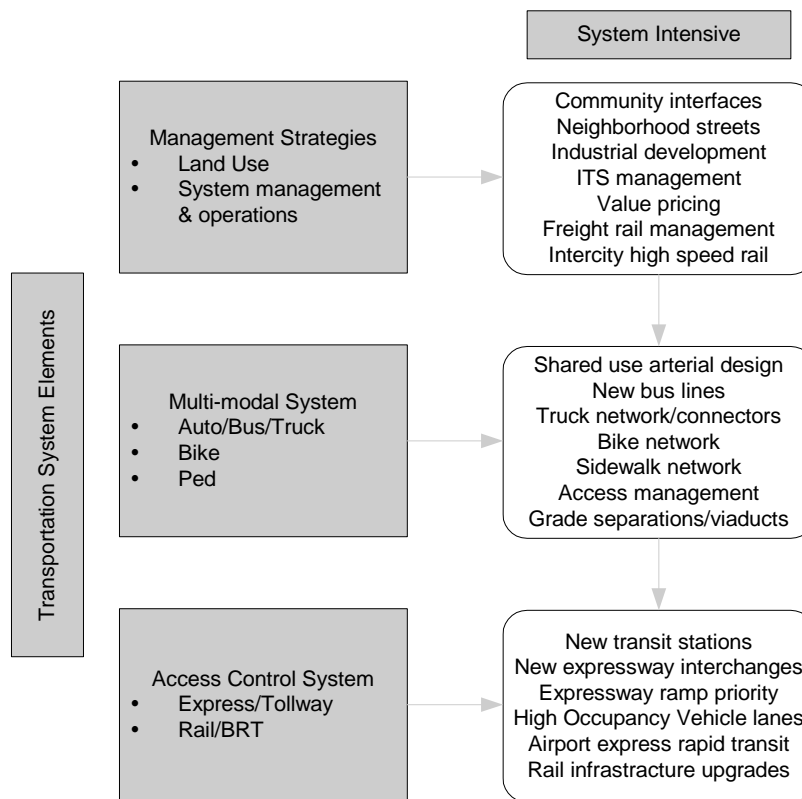 System Intensive
Transportation System Elements
Management Strategies
• Land Use
• System management
& operations
Community interfaces
Neighborhood streets
Industrial development
ITS management
Value pricing
Freight rail management
Intercity high speed rail
Multi-modal System
• Auto/Bus/Truck
• Bike
• Ped
Shared use arterial design
New bus lines
Truck network/connectors
Bike network
Sidewalk network
Access management
Grade separations/viaducts
Access Control System
• Express/Tollway
• Rail/BRT
New transit stations
New expressway interchanges
Expressway ramp priority
High Occupancy Vehicle lanes
Airport express rapid transit
Rail infrastracture upgrades